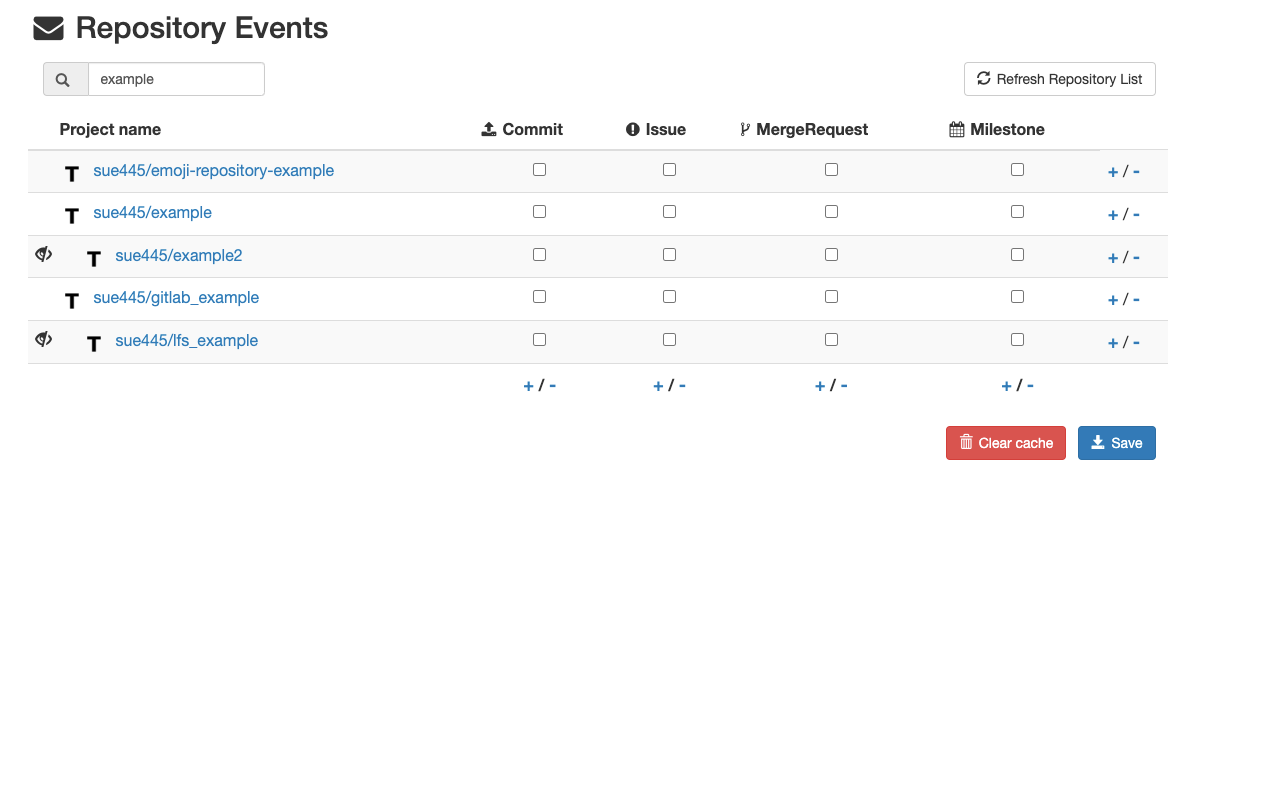 Repository Events
example
Refresh Repository List
Project name Commit Issue MergeRequest Milestone
T sue445/emoji-repository-example + / -
T sue445/example + / -
T sue445/example2 + / -
T sue445/gitlab_example + / -
T sue445/lfs_example + / -
+ / - + / - + / - + / -
Clear cache Save